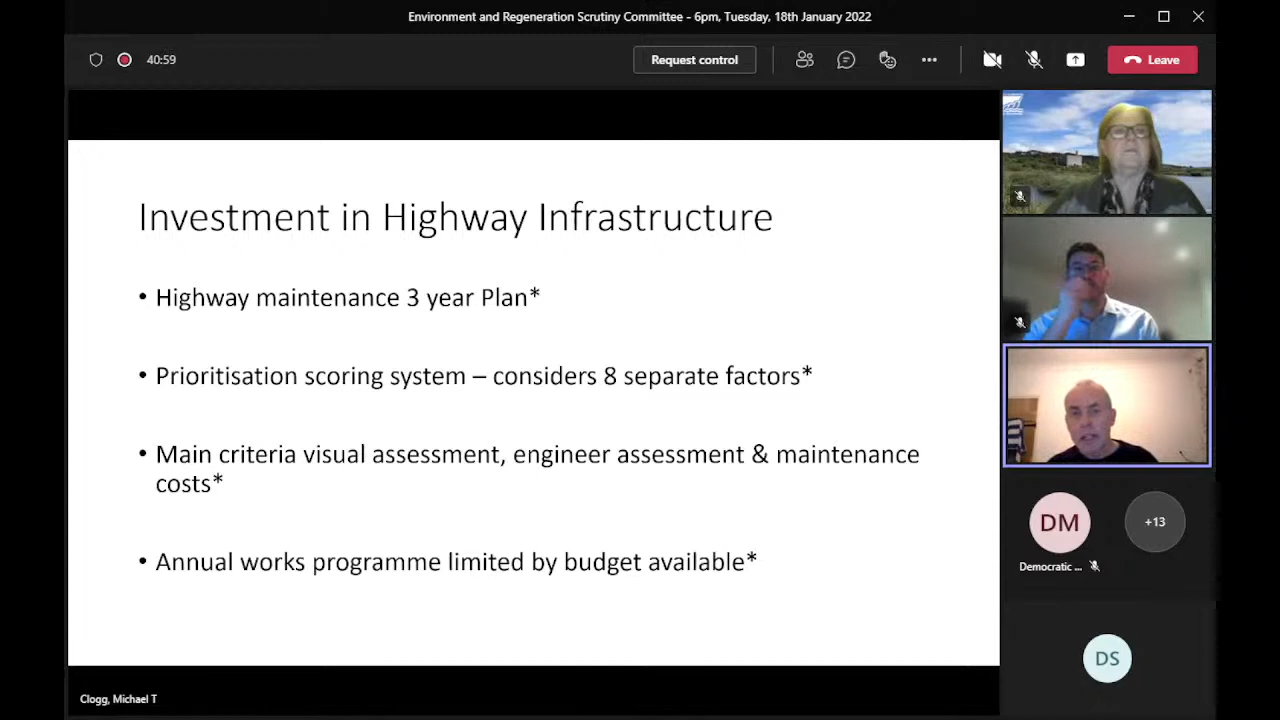 Environment and Regeneration Scrutiny Committee - 6pm, Tuesday, 18th January 2022
40:59
Request control
Leave
Investment in Highway Infrastructure
• Highway maintenance 3 year Plan*
• Prioritisation scoring system – considers 8 separate factors*
• Main criteria visual assessment, engineer assessment & maintenance
costs*
• Annual works programme limited by budget available*
DM
+13
Democratic ...
DS
Clogg, Michael T